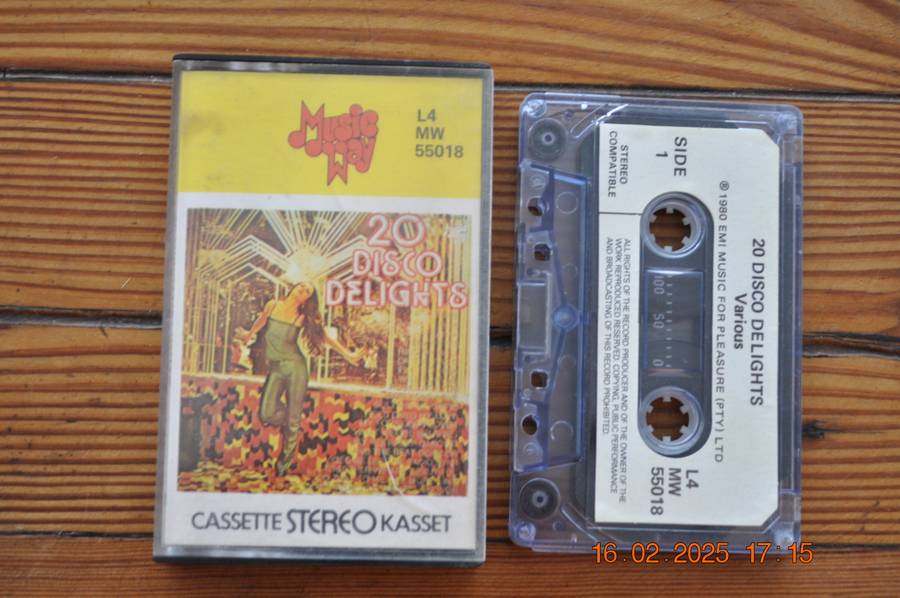 Music
Way
L4
MW
55018
20
DISCO
DELIGHTS
CASSETTE STEREO KASSET
20 DISCO DELIGHTS
Various
℗ 1980 EMI MUSIC FOR PLEASURE (PTY) LTD
SIDE
1
L4
MW
55018
STEREO
COMPATIBLE
ALL RIGHTS OF THE RECORD PRODUCER AND OF THE OWNER OF THE
WORK REPRODUCED RESERVED. COPYING, PUBLIC PERFORMANCE
AND BROADCASTING OF THIS RECORD PROHIBITED.
100 50 0
16.02.2025 17:15